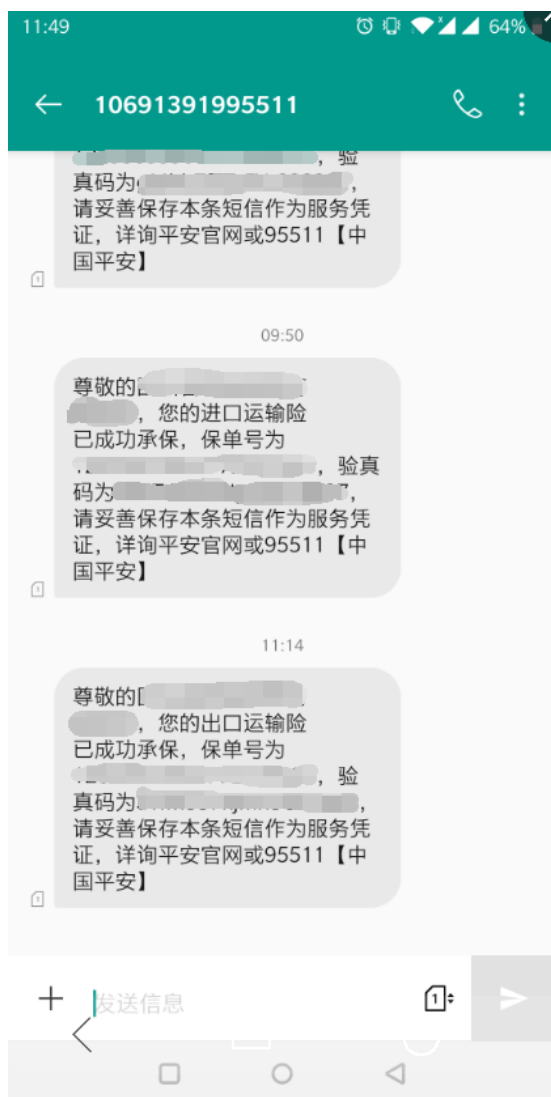 11:49
64%
10691391995511
，验
真码为
，
请妥善保存本条短信作为服务凭
证，详询平安官网或95511【中
国平安】
09:50
尊敬的
，您的进口运输险
已成功承保，保单号为
，验真
码为
，
请妥善保存本条短信作为服务凭
证，详询平安官网或95511【中
国平安】
11:14
尊敬的
，您的出口运输险
已成功承保，保单号为
，验
真码为
，
请妥善保存本条短信作为服务凭
证，详询平安官网或95511【中
国平安】
发送信息
1